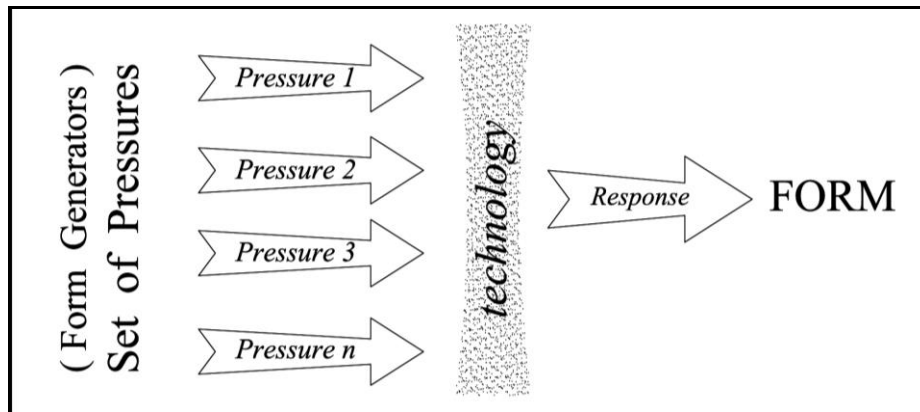 ( Form Generators )
Set of Pressures
Pressure 1
Pressure 2
Pressure 3
Pressure n
technology
Response
FORM